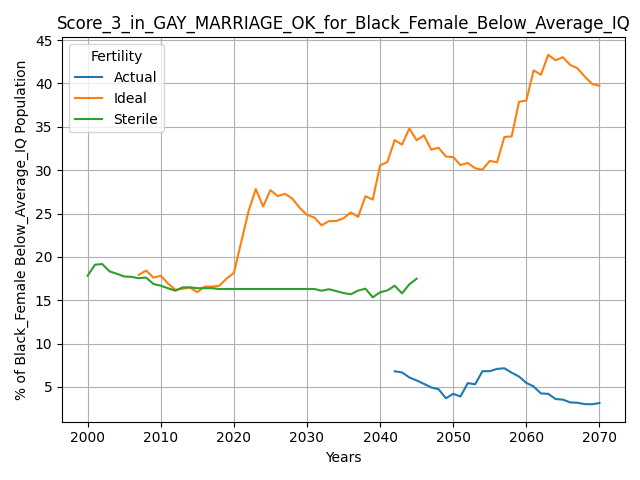 Score_3_in_GAY_MARRIAGE_OK_for_Black_Female_Below_Average_IQ
% of Black_Female Below_Average_IQ Population
45
40
35
30
25
20
15
10
5
Fertility
Actual
Ideal
Sterile
2000 2010 2020 2030 2040 2050 2060 2070
Years